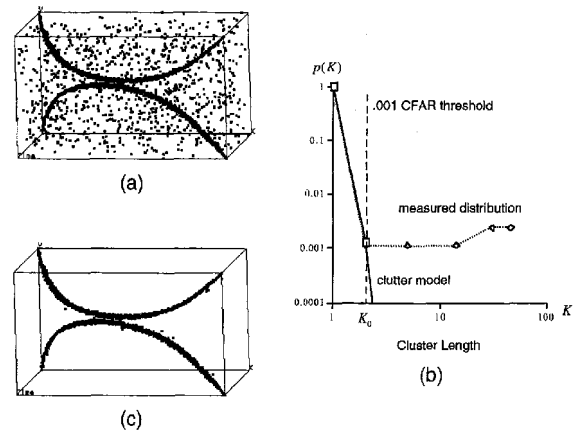 (a)
p(K)
1
0.1
0.01
0.001
0.0001
.001 CFAR threshold
measured distribution
clutter model
1
K₀
10
100
K
Cluster Length
(b)
(c)